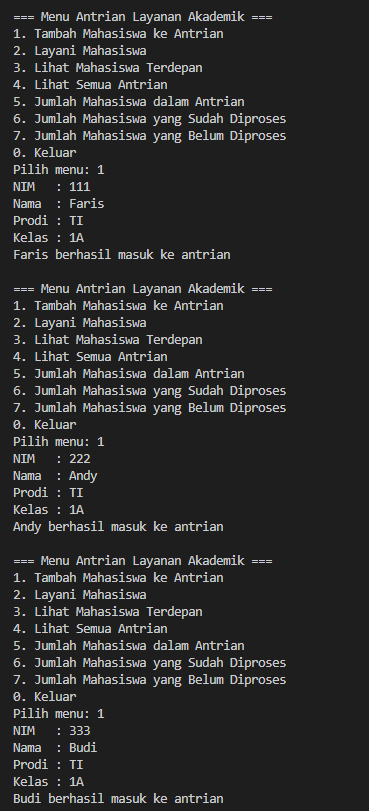 === Menu Antrian Layanan Akademik ===
1. Tambah Mahasiswa ke Antrian
2. Layani Mahasiswa
3. Lihat Mahasiswa Terdepan
4. Lihat Semua Antrian
5. Jumlah Mahasiswa dalam Antrian
6. Jumlah Mahasiswa yang Sudah Diproses
7. Jumlah Mahasiswa yang Belum Diproses
0. Keluar
Pilih menu: 1
NIM   : 111
Nama  : Faris
Prodi : TI
Kelas : 1A
Faris berhasil masuk ke antrian

=== Menu Antrian Layanan Akademik ===
1. Tambah Mahasiswa ke Antrian
2. Layani Mahasiswa
3. Lihat Mahasiswa Terdepan
4. Lihat Semua Antrian
5. Jumlah Mahasiswa dalam Antrian
6. Jumlah Mahasiswa yang Sudah Diproses
7. Jumlah Mahasiswa yang Belum Diproses
0. Keluar
Pilih menu: 1
NIM   : 222
Nama  : Andy
Prodi : TI
Kelas : 1A
Andy berhasil masuk ke antrian

=== Menu Antrian Layanan Akademik ===
1. Tambah Mahasiswa ke Antrian
2. Layani Mahasiswa
3. Lihat Mahasiswa Terdepan
4. Lihat Semua Antrian
5. Jumlah Mahasiswa dalam Antrian
6. Jumlah Mahasiswa yang Sudah Diproses
7. Jumlah Mahasiswa yang Belum Diproses
0. Keluar
Pilih menu: 1
NIM   : 333
Nama  : Budi
Prodi : TI
Kelas : 1A
Budi berhasil masuk ke antrian